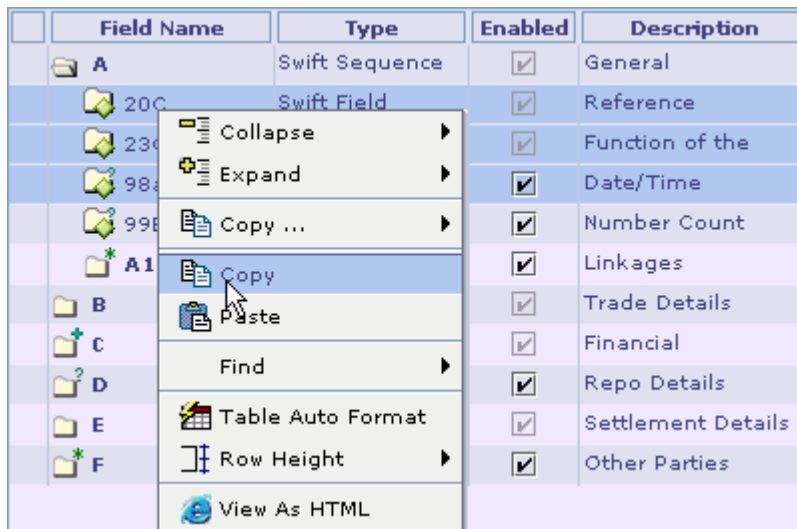 Field Name Type Enabled Description
A Swift Sequence General
20C Swift Field Reference
Collapse
Function of the
Expand
Date/Time
Copy ... Number Count
A1 Linkages
Copy
B Trade Details
Paste
C Financial
Find
D Repo Details
Table Auto Format
E Settlement Details
Row Height
F Other Parties
View As HTML